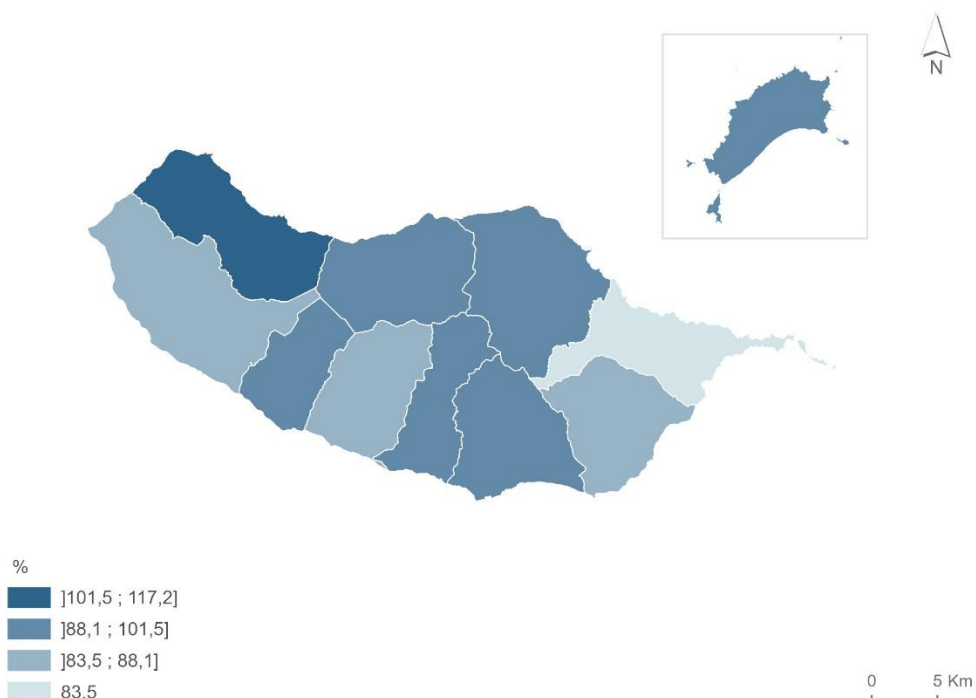 N
%
]101,5 ; 117,2]
]88,1 ; 101,5]
]83,5 ; 88,1]
83,5
0 5 Km